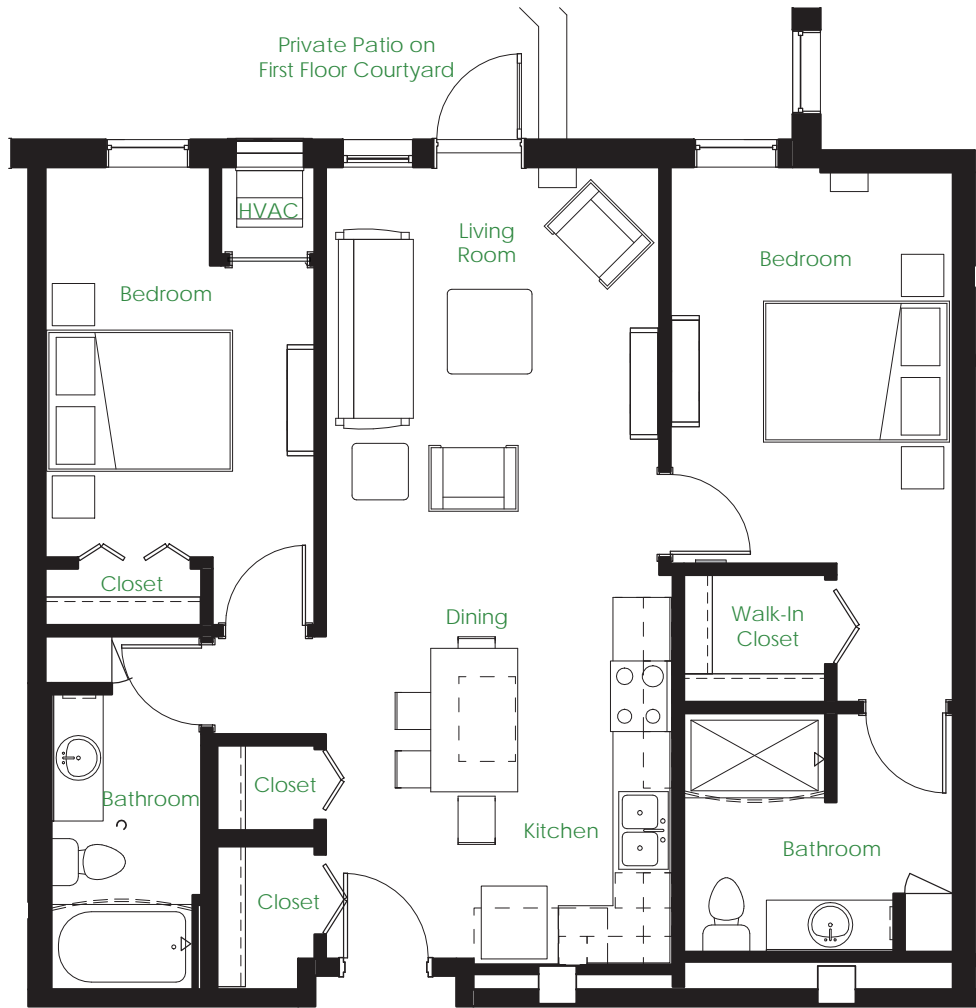 Private Patio on
First Floor Courtyard
HVAC
Living
Room
Bedroom
Bedroom
Closet
Dining
Walk-In
Closet
Closet
Bathroom
Kitchen
Bathroom
Closet